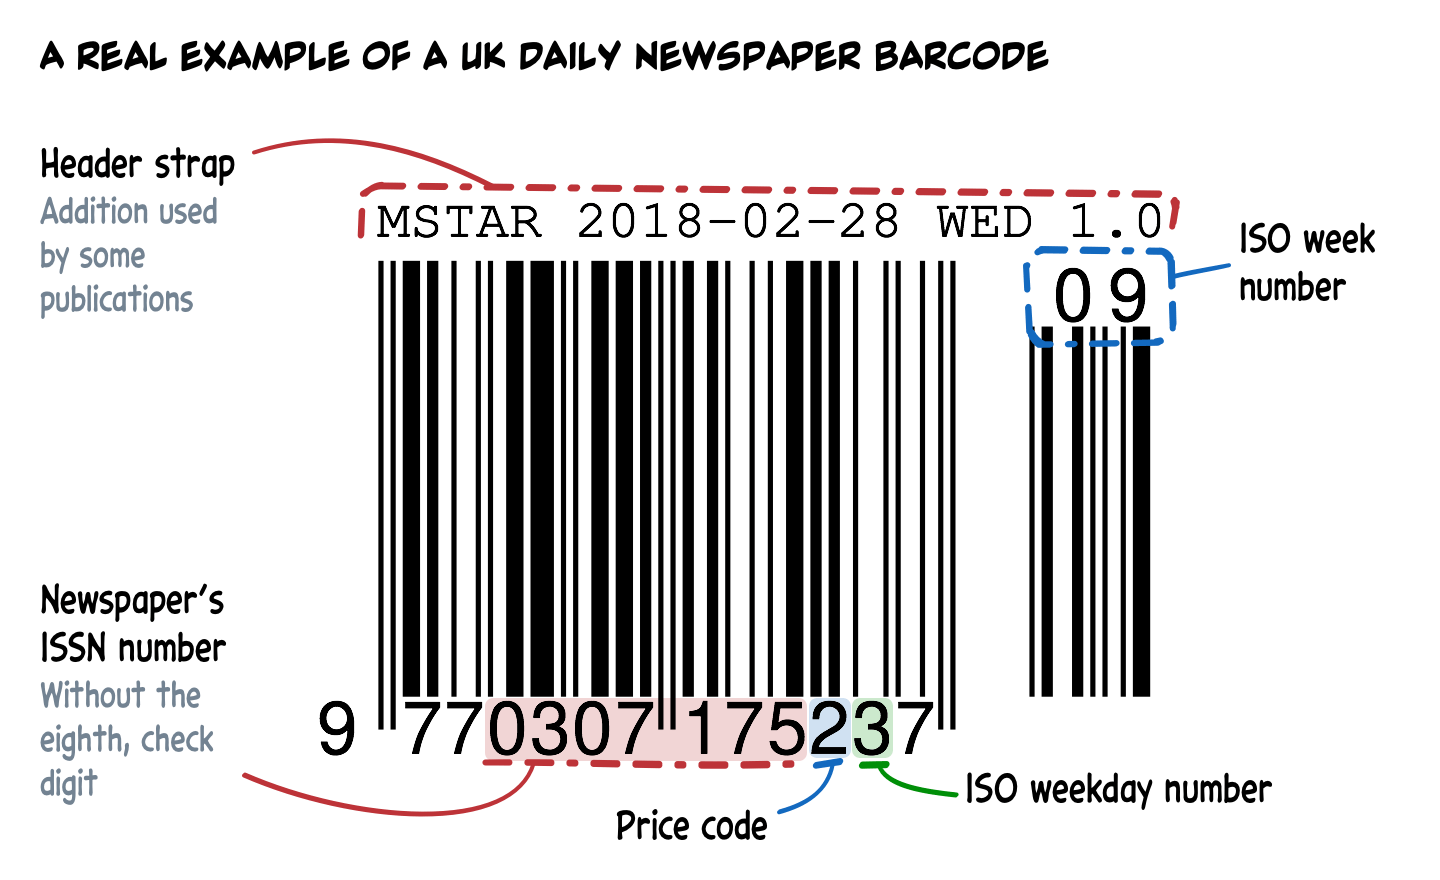 A REAL EXAMPLE OF A UK DAILY NEWSPAPER BARCODE
Header strap
Addition used
by some
publications
MSTAR 2018-02-28 WED 1.0
ISO week
number
09
Newspaper's
ISSN number
Without the
eighth, check
digit
9 770307 175237
Price code
ISO weekday number